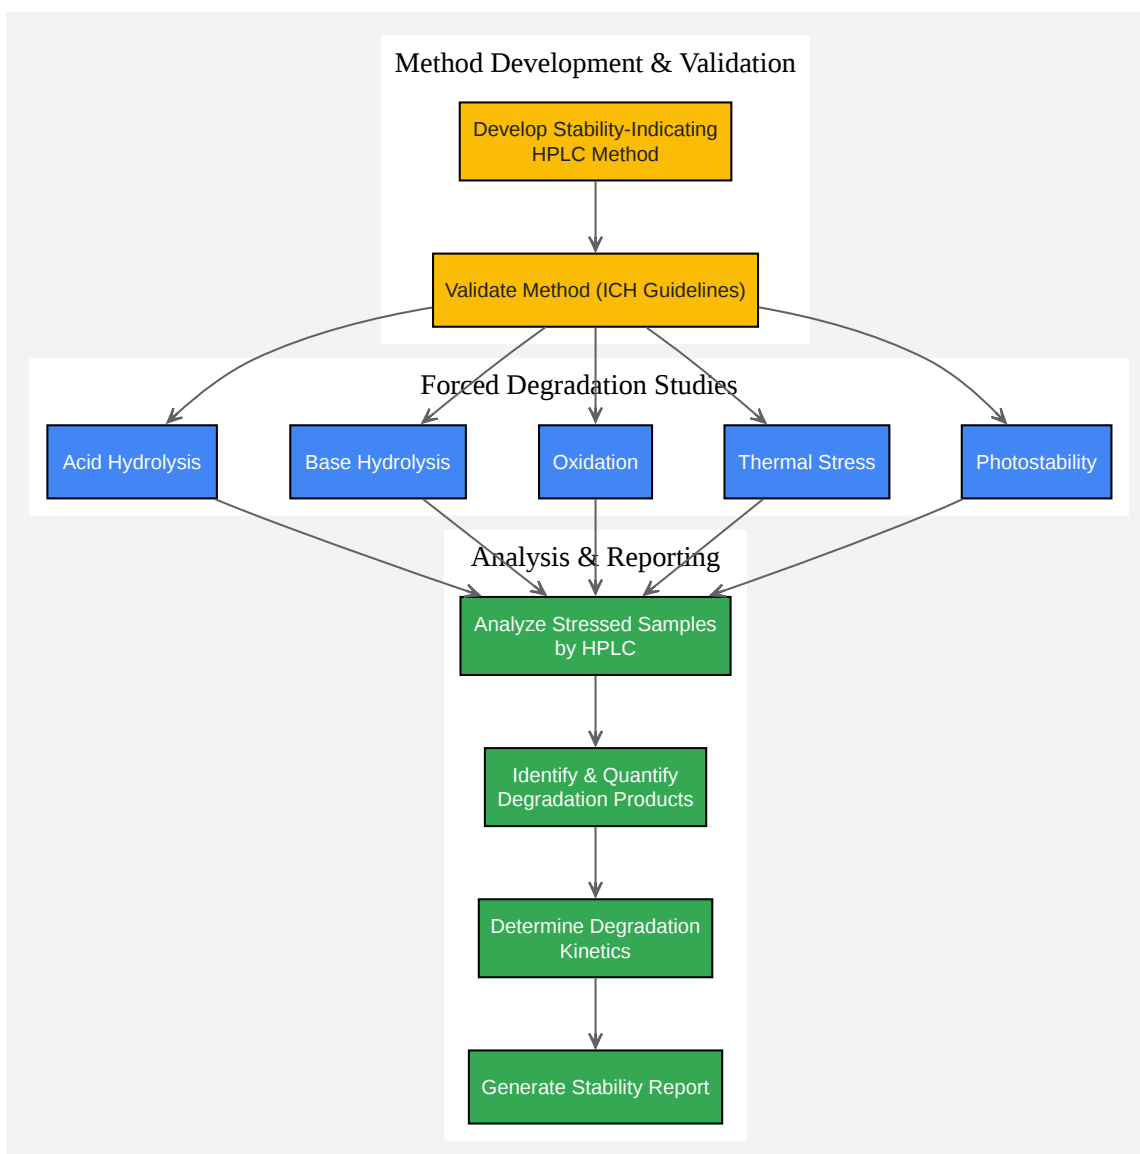 Method Development & Validation
Develop Stability-Indicating
HPLC Method
Validate Method (ICH Guidelines)
Forced Degradation Studies
Acid Hydrolysis
Base Hydrolysis
Oxidation
Thermal Stress
Photostability
Analysis & Reporting
Analyze Stressed Samples
by HPLC
Identify & Quantify
Degradation Products
Determine Degradation
Kinetics
Generate Stability Report